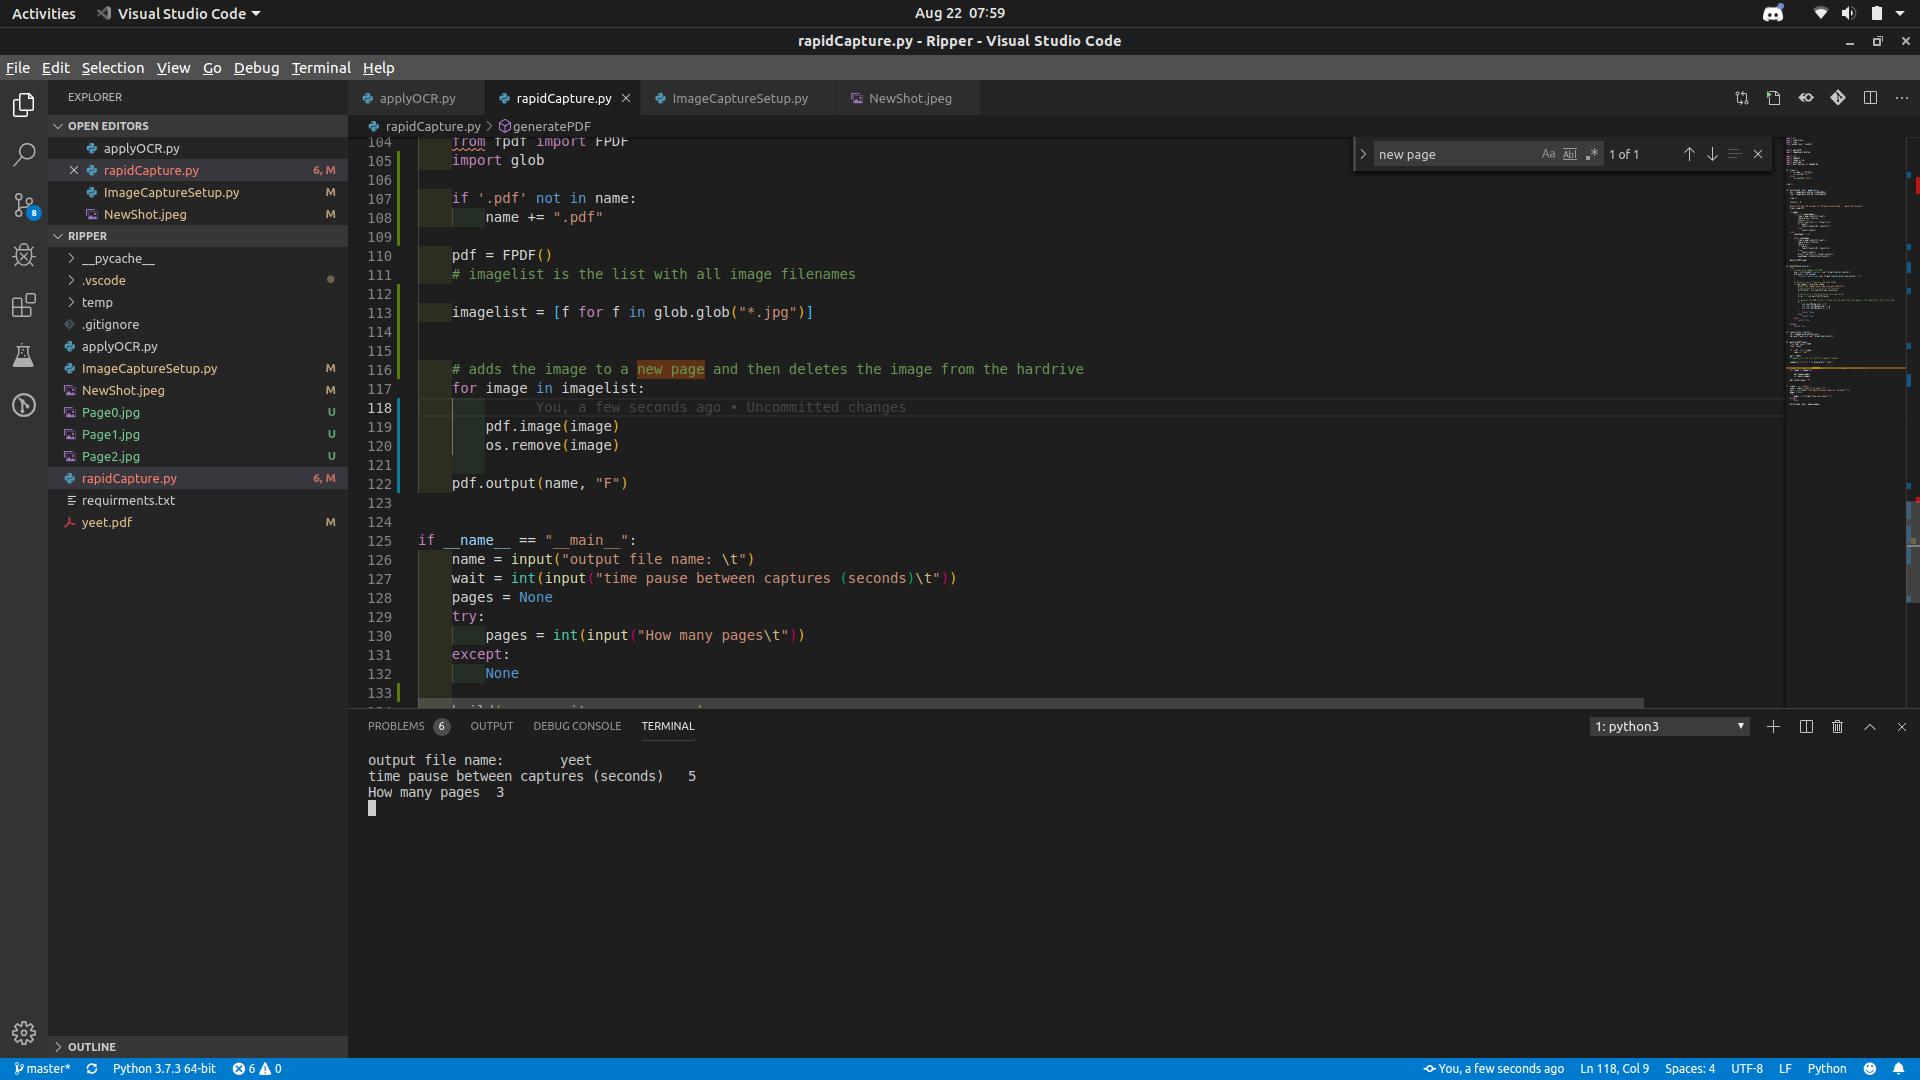 Activities Visual Studio Code Aug 22 07:59
rapidCapture.py - Ripper - Visual Studio Code
File Edit Selection View Go Debug Terminal Help
EXPLORER
OPEN EDITORS
applyOCR.py
rapidCapture.py 6, M
ImageCaptureSetup.py M
NewShot.jpeg M
RIPPER
__pycache__
.vscode
temp
.gitignore
applyOCR.py
ImageCaptureSetup.py M
NewShot.jpeg M
Page0.jpg U
Page1.jpg U
Page2.jpg U
rapidCapture.py 6, M
requirments.txt
yeet.pdf M
OUTLINE
applyOCR.py rapidCapture.py ImageCaptureSetup.py NewShot.jpeg
rapidCapture.py > generatePDF
new page Aa Abl .* 1 of 1
104 from fpdf import FPDF
105 import glob
106
107 if '.pdf' not in name:
108 name += ".pdf"
109
110 pdf = FPDF()
111 # imagelist is the list with all image filenames
112
113 imagelist = [f for f in glob.glob("*.jpg")]
114
115
116 # adds the image to a new page and then deletes the image from the hardrive
117 for image in imagelist:
118 You, a few seconds ago • Uncommitted changes
119 pdf.image(image)
120 os.remove(image)
121
122 pdf.output(name, "F")
123
124
125 if __name__ == "__main__":
126 name = input("output file name: \t")
127 wait = int(input("time pause between captures (seconds)\t"))
128 pages = None
129 try:
130 pages = int(input("How many pages\t"))
131 except:
132 None
133
PROBLEMS 6 OUTPUT DEBUG CONSOLE TERMINAL 1: python3
output file name: yeet
time pause between captures (seconds) 5
How many pages 3
master* Python 3.7.3 64-bit 6 0 You, a few seconds ago Ln 118, Col 9 Spaces: 4 UTF-8 LF Python
8